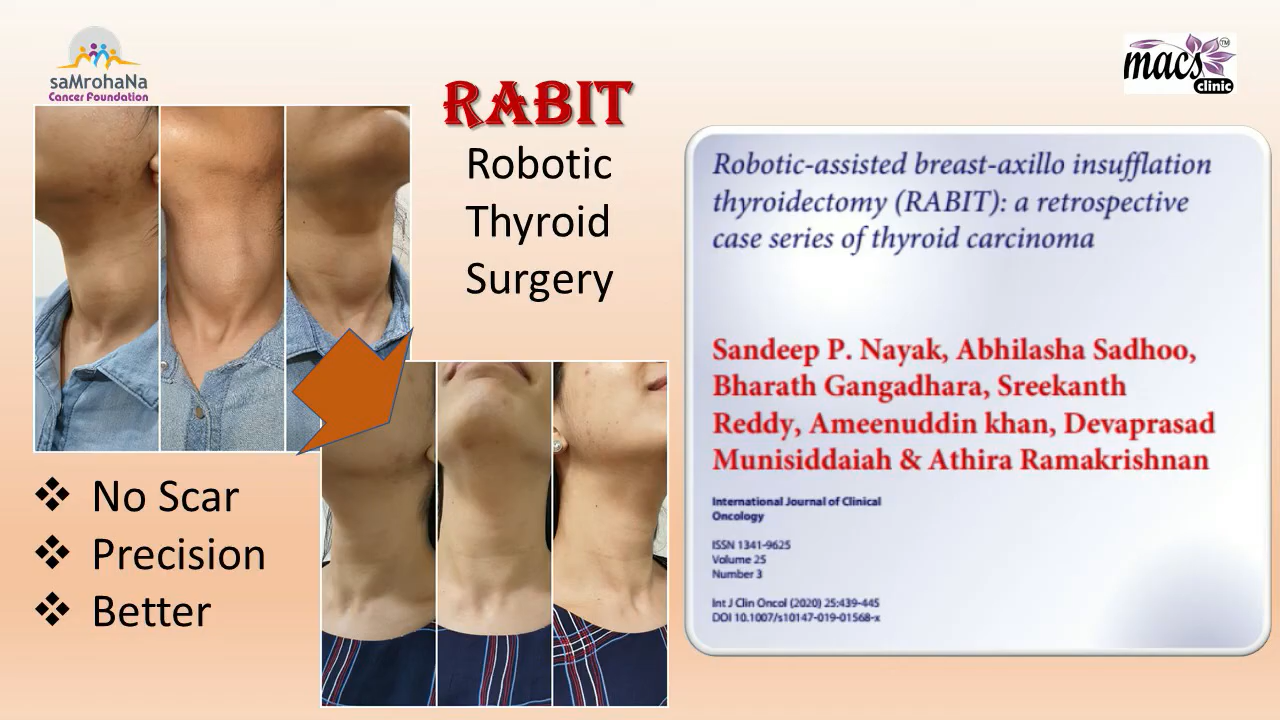 saMrohaNa
Cancer Foundation
macs
TM
clinic
RABIT
Robotic
Thyroid
Surgery
❖ No Scar
❖ Precision
❖ Better
Robotic-assisted breast-axillo insufflation
thyroidectomy (RABIT): a retrospective
case series of thyroid carcinoma
Sandeep P. Nayak, Abhilasha Sadhoo,
Bharath Gangadhara, Sreekanth
Reddy, Ameenuddin khan, Devaprasad
Munisiddaiah & Athira Ramakrishnan
International Journal of Clinical
Oncology
ISSN 1341-9625
Volume 25
Number 3
Int J Clin Oncol (2020) 25:439-445
DOI 10.1007/s10147-019-01568-x